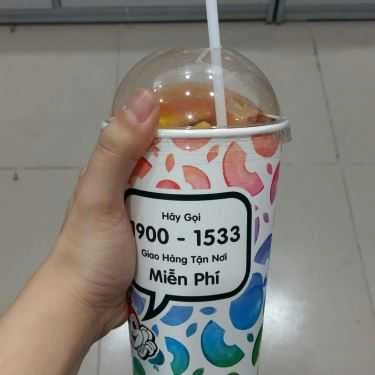 Hãy Gọi
1900 - 1533
Giao Hàng Tận Nơi
Miễn Phí